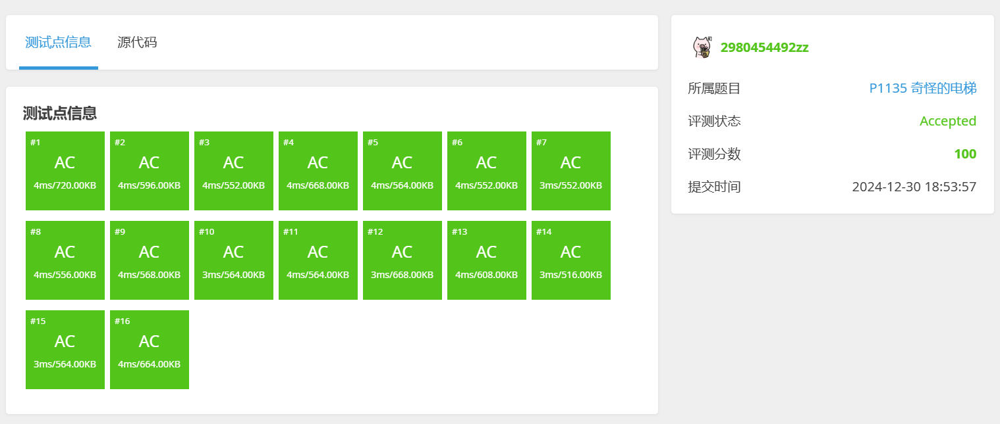 测试点信息 源代码
测试点信息
#1 #2 #3 #4 #5 #6 #7
AC AC AC AC AC AC AC
4ms/720.00KB 4ms/596.00KB 4ms/552.00KB 4ms/668.00KB 4ms/564.00KB 4ms/552.00KB 3ms/552.00KB
#8 #9 #10 #11 #12 #13 #14
AC AC AC AC AC AC AC
4ms/556.00KB 4ms/568.00KB 3ms/564.00KB 4ms/564.00KB 3ms/668.00KB 4ms/608.00KB 3ms/516.00KB
#15 #16
AC AC
3ms/564.00KB 4ms/664.00KB
2980454492zz
所属题目 P1135 奇怪的电梯
评测状态 Accepted
评测分数 100
提交时间 2024-12-30 18:53:57